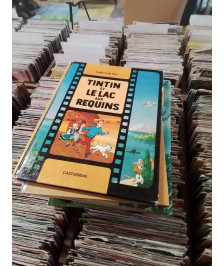 TINTIN
ET
LE LAC
AUX
REQUINS
CASTERMAN